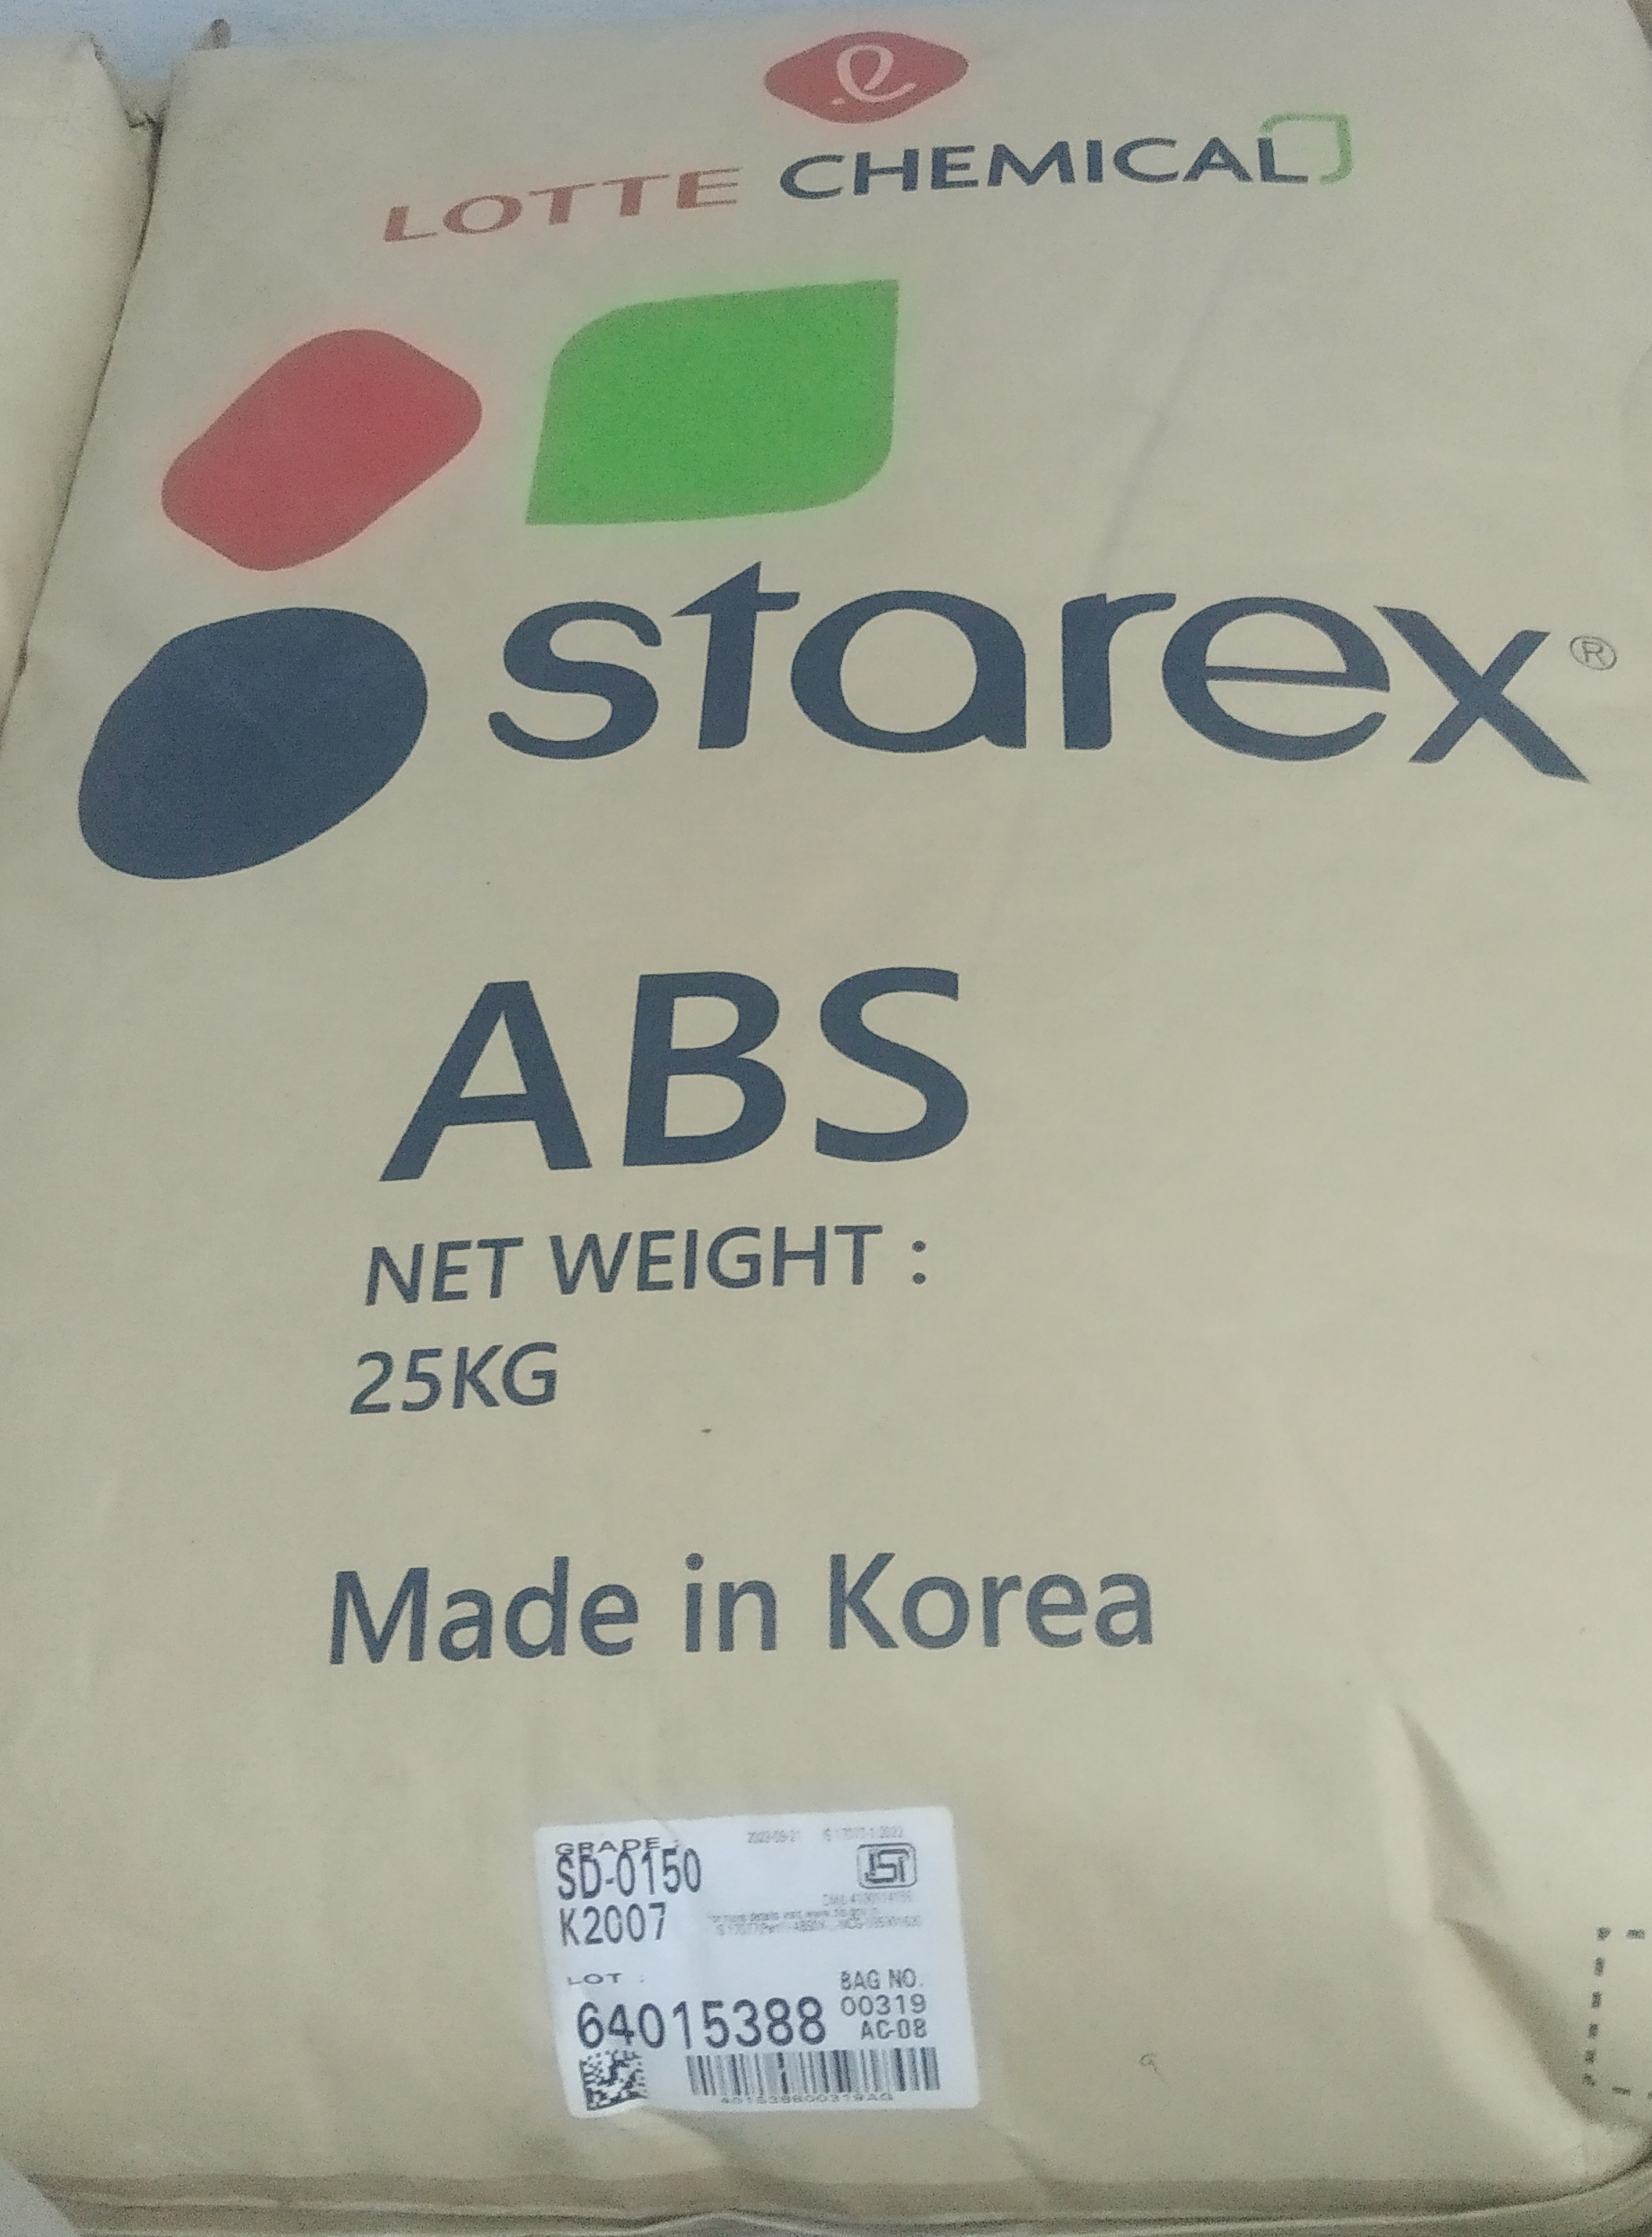 LOTTE CHEMICAL
starex®
ABS
NET WEIGHT :
25KG
Made in Korea
GRADE :
SD-0150
K2007
LOT :
64015388
BAG NO.
00319
AC-08